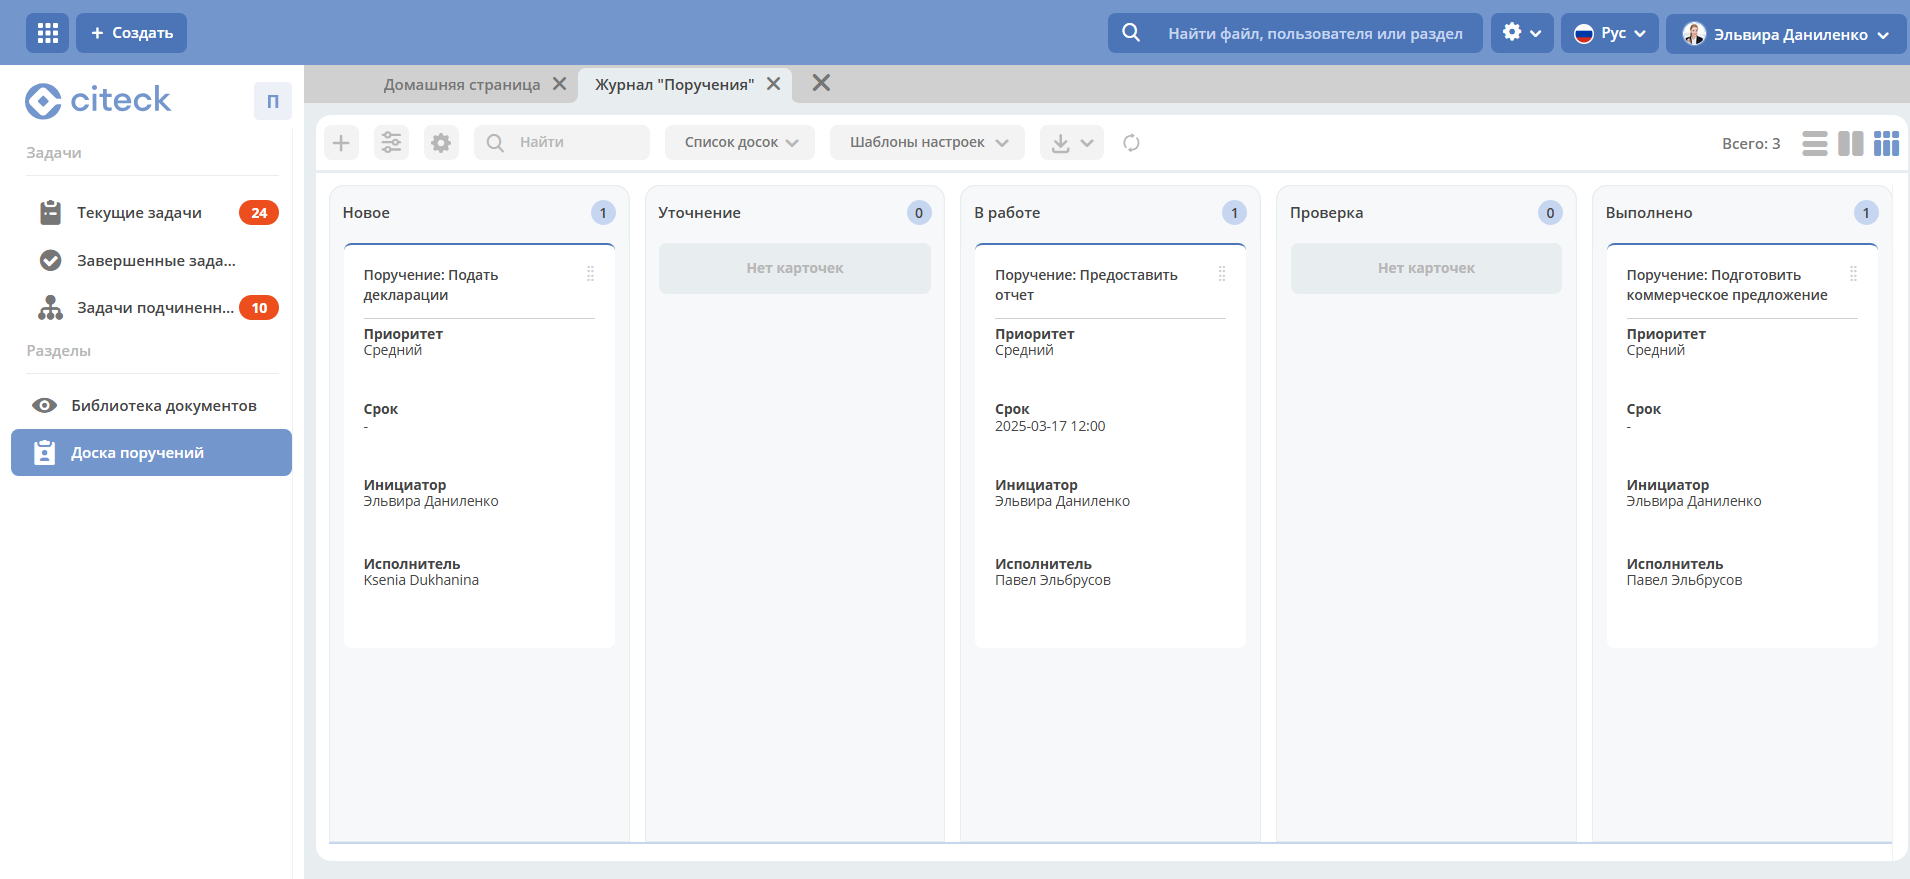 + Создать
Найти файл, пользователя или раздел
Рус
Эльвира Даниленко
citeck
П
Домашняя страница
Журнал "Поручения"
Задачи
Текущие задачи 24
Завершенные зада...
Задачи подчиненн... 10
Разделы
Библиотека документов
Доска поручений
Найти
Список досок
Шаблоны настроек
Всего: 3
Новое 1
Поручение: Подать
декларации
Приоритет
Средний
Срок
-
Инициатор
Эльвира Даниленко
Исполнитель
Ksenia Dukhanina
Уточнение 0
Нет карточек
В работе 1
Поручение: Предоставить
отчет
Приоритет
Средний
Срок
2025-03-17 12:00
Инициатор
Эльвира Даниленко
Исполнитель
Павел Эльбрусов
Проверка 0
Нет карточек
Выполнено 1
Поручение: Подготовить
коммерческое предложение
Приоритет
Средний
Срок
-
Инициатор
Эльвира Даниленко
Исполнитель
Павел Эльбрусов